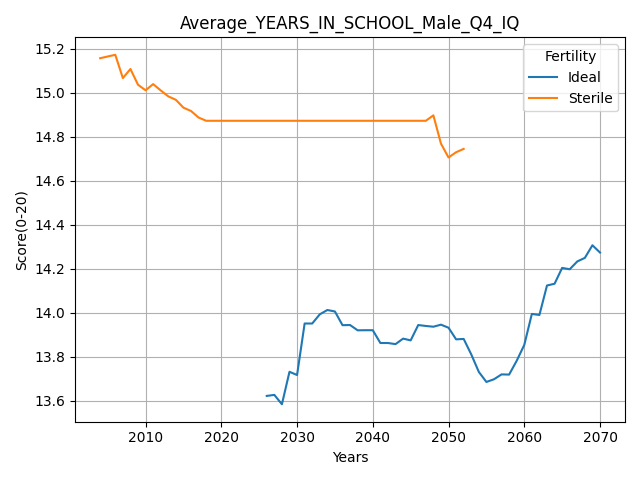 Average_YEARS_IN_SCHOOL_Male_Q4_IQ
Fertility
Ideal
Sterile
Score(0-20)
15.2
15.0
14.8
14.6
14.4
14.2
14.0
13.8
13.6
2010 2020 2030 2040 2050 2060 2070
Years